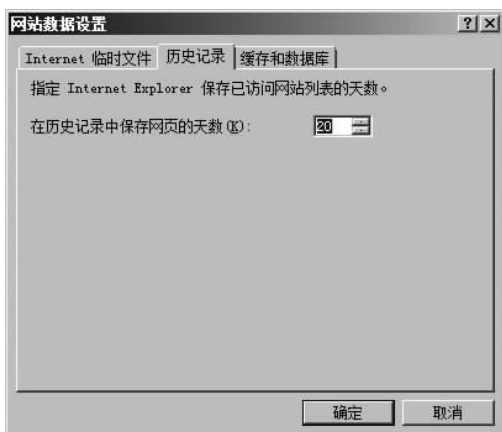 网站数据设置
Internet 临时文件 历史记录 缓存和数据库
指定 Internet Explorer 保存已访问网站列表的天数。
在历史记录中保存网页的天数(K): 20
确定 取消